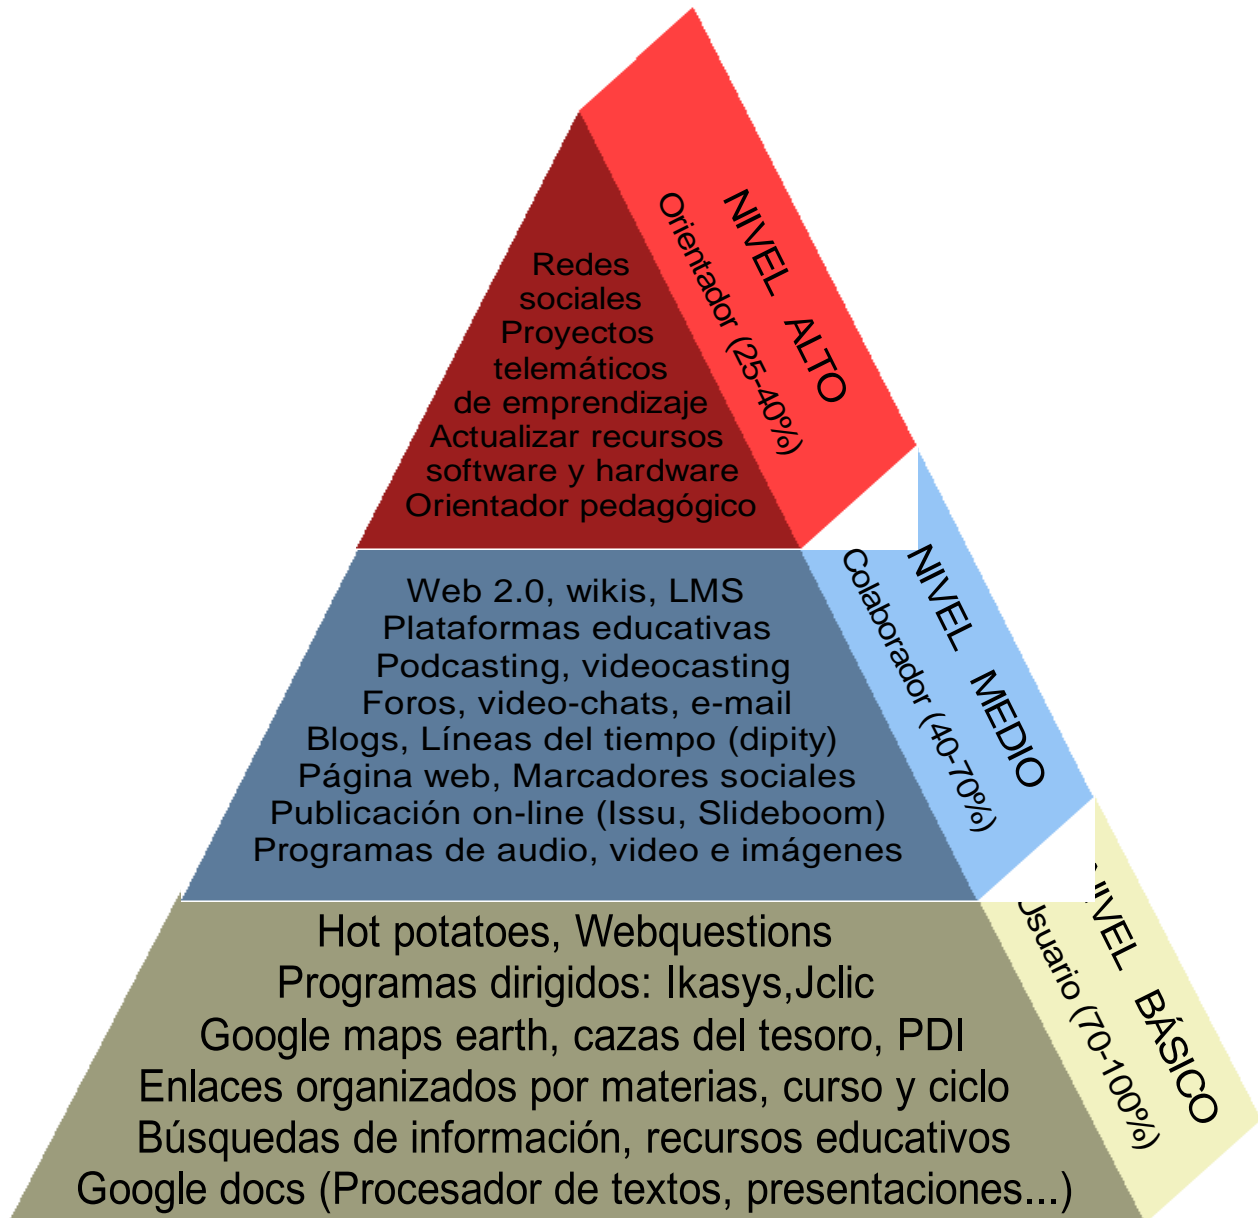 Redes
sociales
Proyectos
telemáticos
de emprendizaje
Actualizar recursos
software y hardware
Orientador pedagógico
NIVEL ALTO
Orientador (25-40%)
Web 2.0, wikis, LMS
Plataformas educativas
Podcasting, videocasting
Foros, video-chats, e-mail
Blogs, Líneas del tiempo (dipity)
Página web, Marcadores sociales
Publicación on-line (Issu, Slideboom)
Programas de audio, video e imágenes
NIVEL MEDIO
Colaborador (40-70%)
Hot potatoes, Webquestions
Programas dirigidos: Ikasys,Jclic
Google maps earth, cazas del tesoro, PDI
Enlaces organizados por materias, curso y ciclo
Búsquedas de información, recursos educativos
Google docs (Procesador de textos, presentaciones...)
NIVEL BÁSICO
Usuario (70-100%)